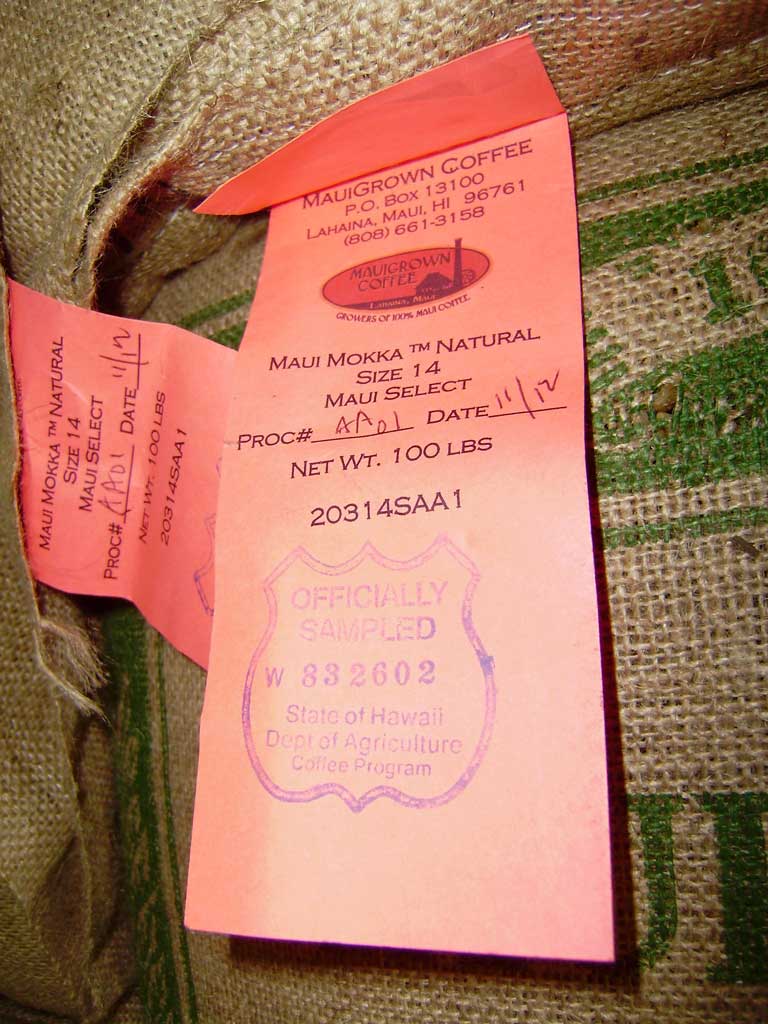 MAUIGROWN COFFEE
P.O. BOX 13100
LAHAINA, MAUI, HI 96761
(808) 661-3158
MAUIGROWN
COFFEE
LAHAINA, MAUI
GROWERS OF 100% MAUI COFFEE
MAUI MOKKA ™ NATURAL
SIZE 14
MAUI SELECT
PROC# AA01 DATE 11/12
NET WT. 100 LBS
20314SAA1
OFFICIALLY
SAMPLED
W 832602
State of Hawaii
Dept of Agriculture
Coffee Program
MAUI MOKKA ™ NATURAL
SIZE 14
MAUI SELECT
PROC# AA01 DATE 11/12
NET WT. 100 LBS
20314SAA1